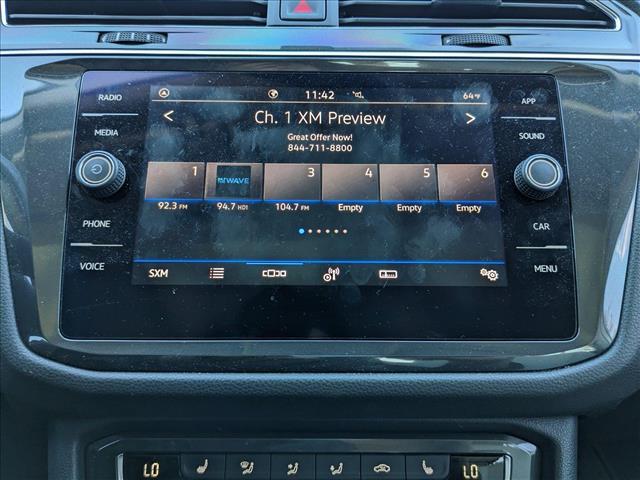 RADIO
MEDIA
PHONE
VOICE
11:42
64°F
< Ch. 1 XM Preview >
Great Offer Now!
844-711-8800
1 WAVE 3 4 5 6
92.3 FM 94.7 HD1 104.7 FM Empty Empty Empty
SXM
APP
SOUND
CAR
MENU
LO LO